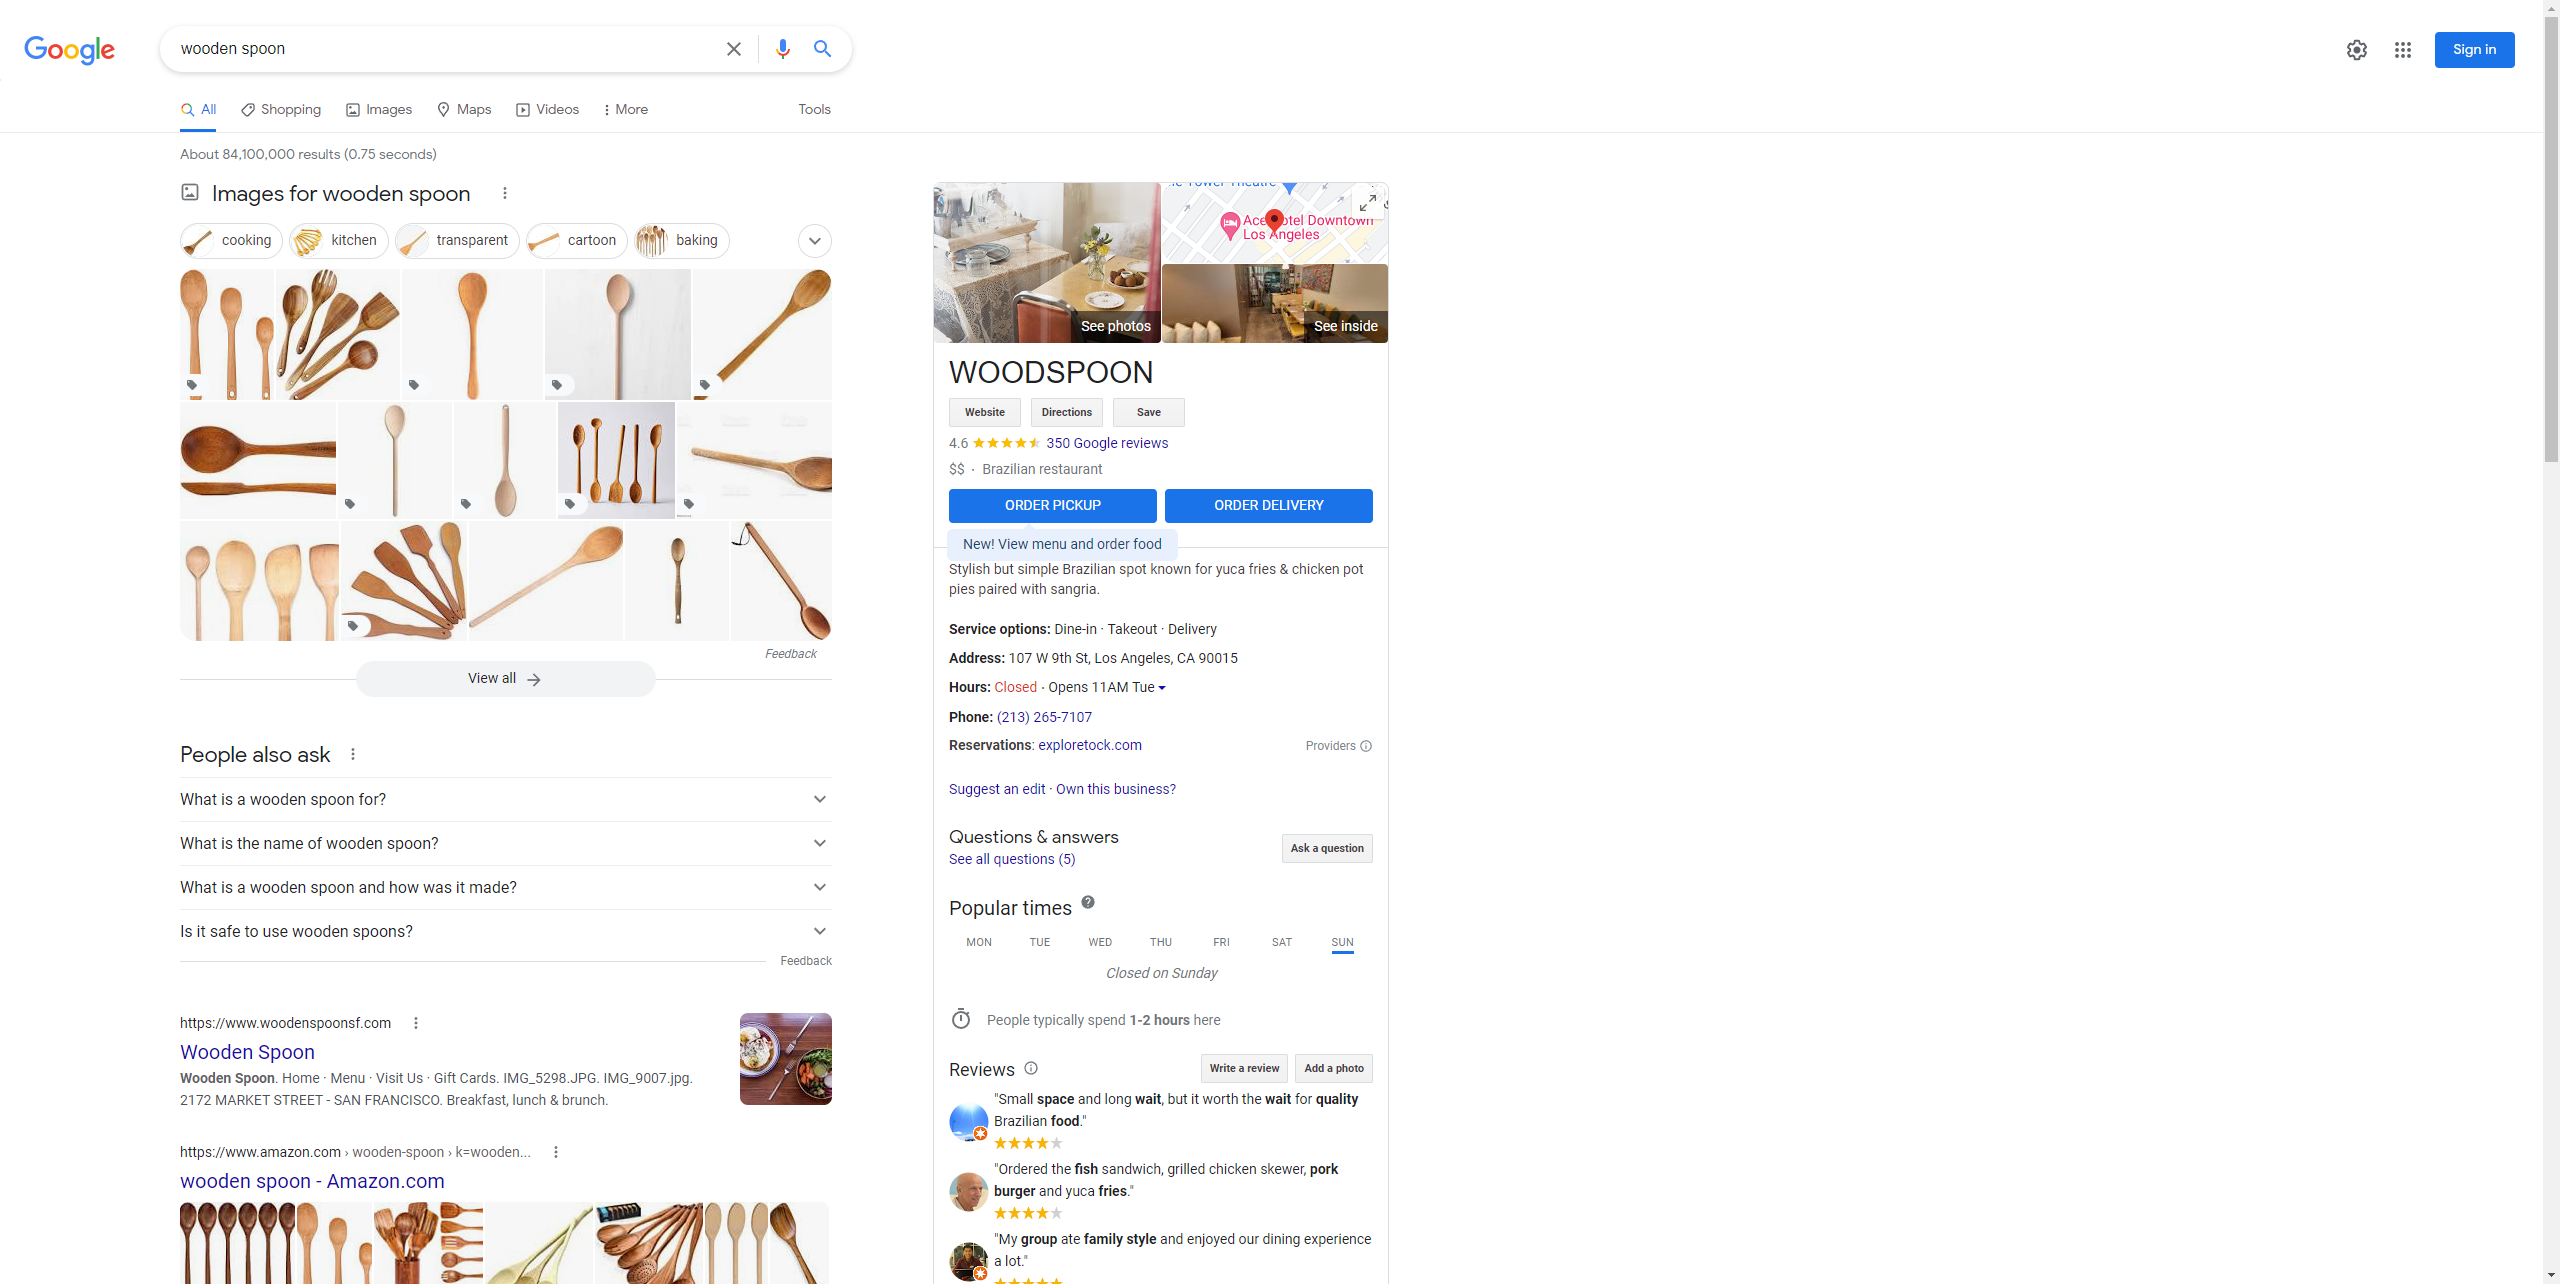 Google
wooden spoon
Sign in
All
Shopping
Images
Maps
Videos
More
Tools
About 84,100,000 results (0.75 seconds)
Images for wooden spoon
cooking
kitchen
transparent
cartoon
baking
Feedback
View all
People also ask
What is a wooden spoon for?
What is the name of wooden spoon?
What is a wooden spoon and how was it made?
Is it safe to use wooden spoons?
Feedback
https://www.woodenspoonsf.com
Wooden Spoon
Wooden Spoon. Home · Menu · Visit Us · Gift Cards. IMG_5298.JPG. IMG_9007.jpg.
2172 MARKET STREET - SAN FRANCISCO. Breakfast, lunch & brunch.
https://www.amazon.com › wooden-spoon › k=wooden...
wooden spoon - Amazon.com
Tower Theatre
Ace Hotel Downtown
Los Angeles
See photos
See inside
WOODSPOON
Website
Directions
Save
4.6
350 Google reviews
$$ · Brazilian restaurant
ORDER PICKUP
ORDER DELIVERY
New! View menu and order food
Stylish but simple Brazilian spot known for yuca fries & chicken pot
pies paired with sangria.
Service options: Dine-in · Takeout · Delivery
Address: 107 W 9th St, Los Angeles, CA 90015
Hours: Closed · Opens 11AM Tue
Phone: (213) 265-7107
Reservations: exploretock.com
Providers
Suggest an edit · Own this business?
Questions & answers
See all questions (5)
Ask a question
Popular times
MON
TUE
WED
THU
FRI
SAT
SUN
Closed on Sunday
People typically spend 1-2 hours here
Reviews
Write a review
Add a photo
"Small space and long wait, but it worth the wait for quality
Brazilian food."
"Ordered the fish sandwich, grilled chicken skewer, pork
burger and yuca fries."
"My group ate family style and enjoyed our dining experience
a lot."